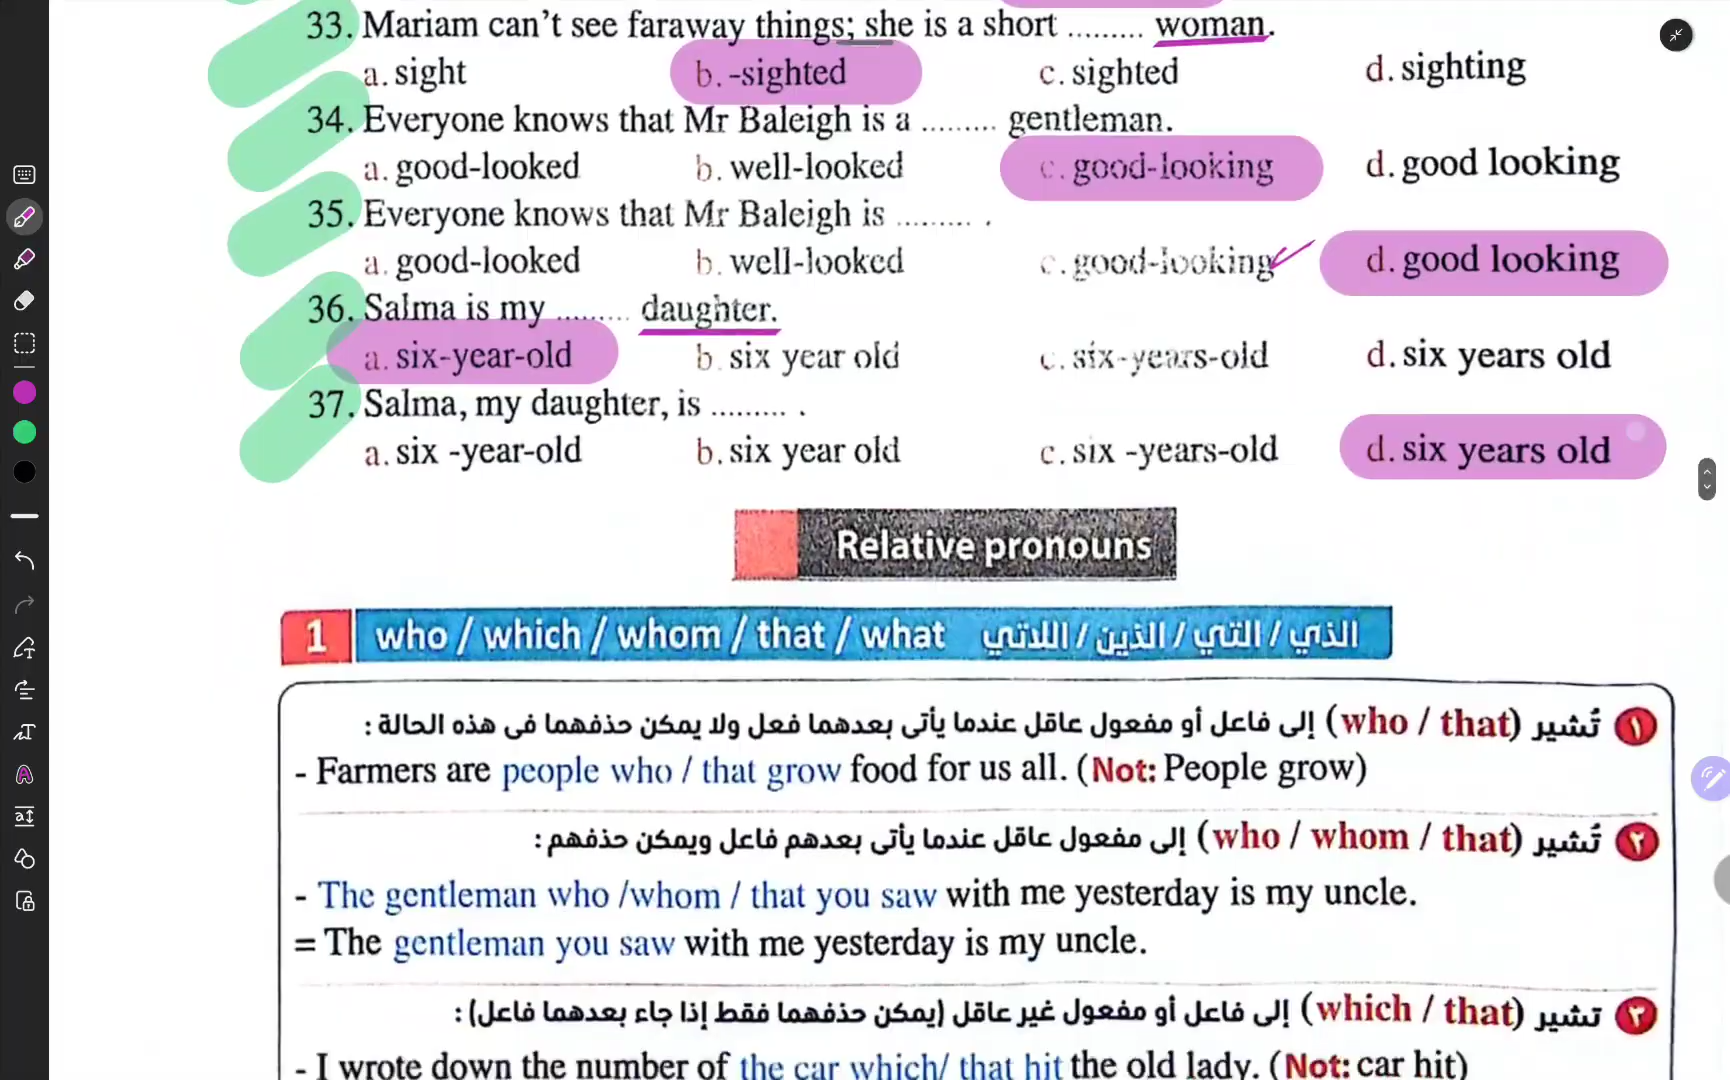 33. Mariam can't see faraway things; she is a short ......... woman.
a. sight b. -sighted c. sighted d. sighting
34. Everyone knows that Mr Baleigh is a ......... gentleman.
a. good-looked b. well-looked c. good-looking d. good looking
35. Everyone knows that Mr Baleigh is ......... .
a. good-looked b. well-looked c. good-looking d. good looking
36. Salma is my ......... daughter.
a. six-year-old b. six year old c. six-years-old d. six years old
37. Salma, my daughter, is ......... .
a. six -year-old b. six year old c. six -years-old d. six years old
Relative pronouns
1 who / which / whom / that / what الذي / التي / الذين / اللاتي
١ تُشير (who / that) إلى فاعل أو مفعول عاقل عندما يأتى بعدهما فعل ولا يمكن حذفهما فى هذه الحالة :
- Farmers are people who / that grow food for us all. (Not: People grow)
٢ تُشير (who / whom / that) إلى مفعول عاقل عندما يأتى بعدهم فاعل ويمكن حذفهم :
- The gentleman who /whom / that you saw with me yesterday is my uncle.
= The gentleman you saw with me yesterday is my uncle.
٣ تشير (which / that) إلى فاعل أو مفعول غير عاقل (يمكن حذفهما فقط إذا جاء بعدهما فاعل) :
- I wrote down the number of the car which/ that hit the old lady. (Not: car hit)